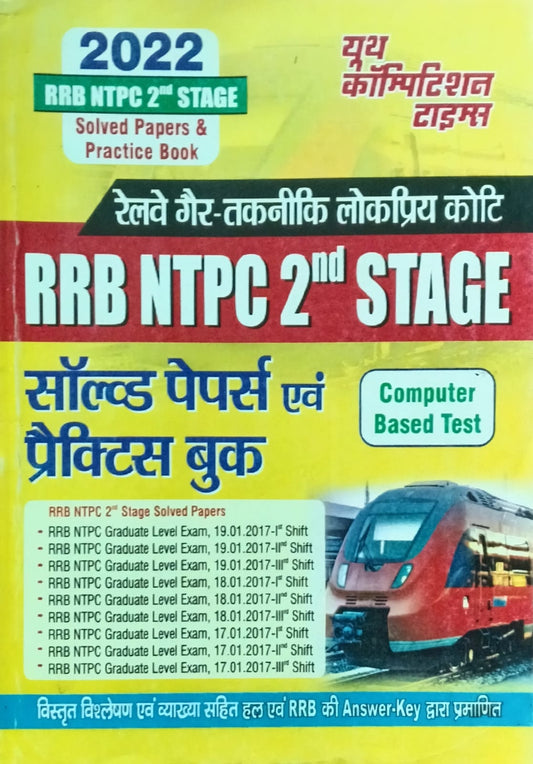 2022
RRB NTPC 2nd STAGE
Solved Papers &
Practice Book
यूथ
कॉम्पिटिशन
टाइम्स
रेलवे गैर-तकनीकि लोकप्रिय कोटि
RRB NTPC 2nd STAGE
सॉल्व्ड पेपर्स एवं
प्रैक्टिस बुक
Computer
Based Test
RRB NTPC 2nd Stage Solved Papers
- RRB NTPC Graduate Level Exam, 19.01.2017-Ist Shift
- RRB NTPC Graduate Level Exam, 19.01.2017-IInd Shift
- RRB NTPC Graduate Level Exam, 19.01.2017-IIIrd Shift
- RRB NTPC Graduate Level Exam, 18.01.2017-Ist Shift
- RRB NTPC Graduate Level Exam, 18.01.2017-IInd Shift
- RRB NTPC Graduate Level Exam, 18.01.2017-IIIrd Shift
- RRB NTPC Graduate Level Exam, 17.01.2017-Ist Shift
- RRB NTPC Graduate Level Exam, 17.01.2017-IInd Shift
- RRB NTPC Graduate Level Exam, 17.01.2017-IIIrd Shift
विस्तृत विश्लेषण एवं व्याख्या सहित हल एवं RRB की Answer-Key द्वारा प्रमाणित